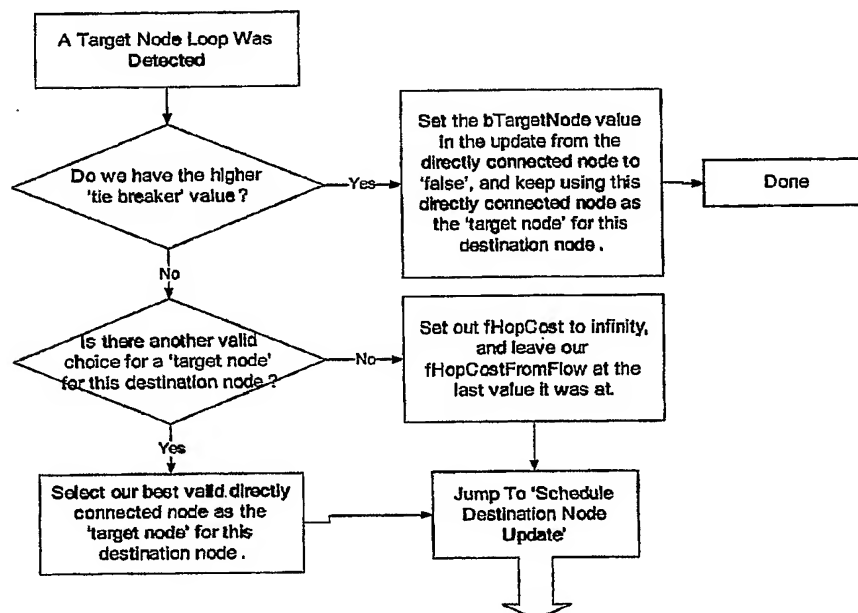 A Target Node Loop Was
Detected
Do we have the higher
'tie breaker' value ?
Yes
Set the bTargetNode value
in the update from the
directly connected node to
'false', and keep using this
directly connected node as
the 'target node' for this
destination node .
Done
No
Is there another valid
choice for a 'target node'
for this destination node ?
No
Set out fHopCost to infinity,
and leave our
fHopCostFromFlow at the
last value it was at.
Yes
Select our best valid directly
connected node as the
'target node' for this
destination node .
Jump To 'Schedule
Destination Node
Update'